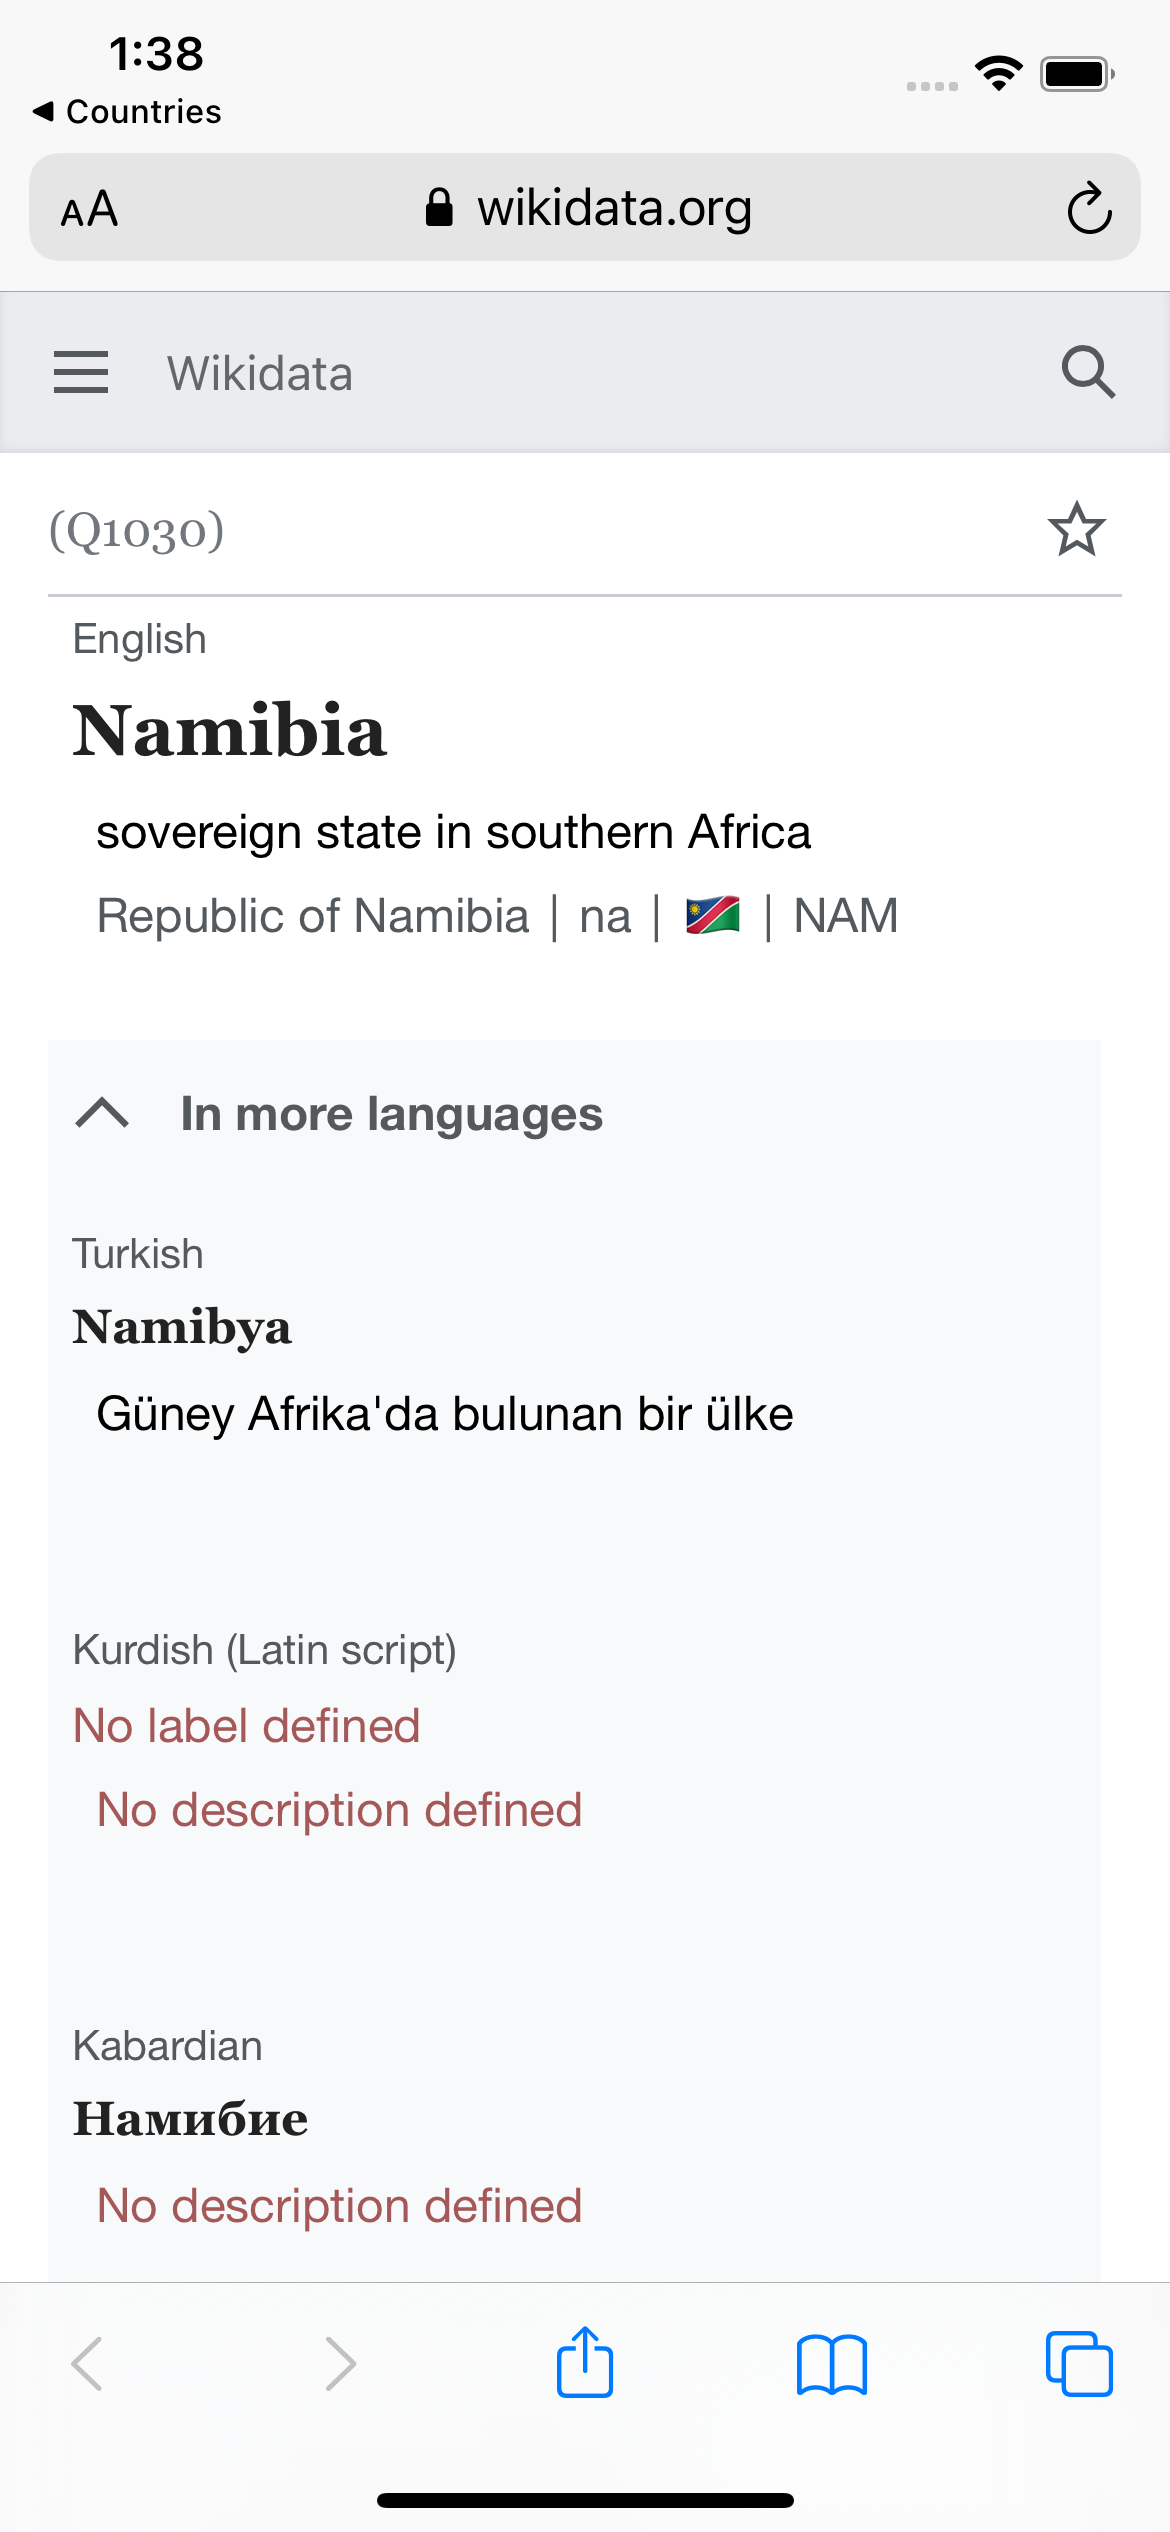 1:38
◀ Countries
AA wikidata.org
Wikidata
(Q1030)
English
Namibia
sovereign state in southern Africa
Republic of Namibia | na | 🇳🇦 | NAM
In more languages
Turkish
Namibya
Güney Afrika'da bulunan bir ülke
Kurdish (Latin script)
No label defined
No description defined
Kabardian
Намибие
No description defined